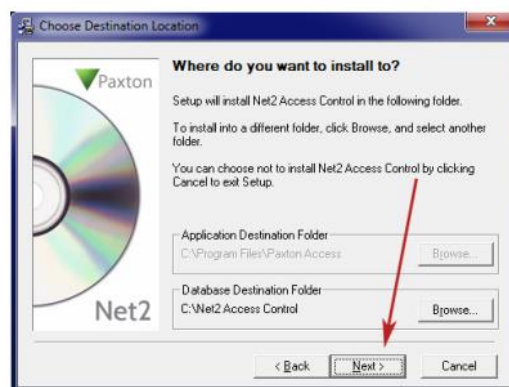 Choose Destination Location
Paxton
Net2
Where do you want to install to?
Setup will install Net2 Access Control in the following folder.
To install into a different folder, click Browse, and select another
folder.
You can choose not to install Net2 Access Control by clicking
Cancel to exit Setup.
Application Destination Folder
C:\Program Files\Paxton Access
Browse...
Database Destination Folder
C:\Net2 Access Control
Browse...
< Back
Next >
Cancel